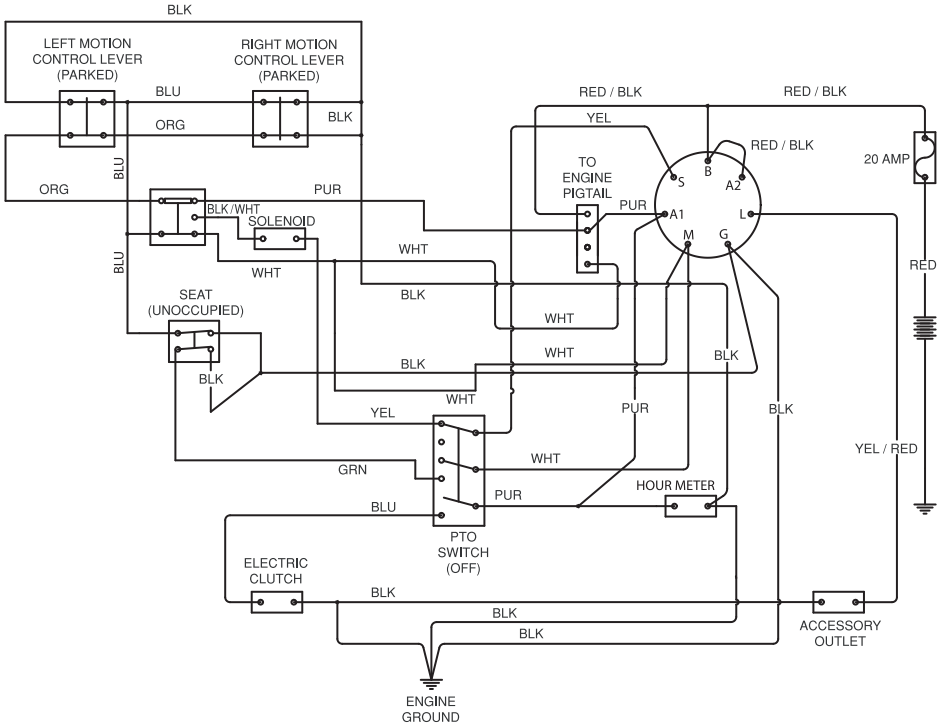 BLK
LEFT MOTION
CONTROL LEVER
(PARKED)
RIGHT MOTION
CONTROL LEVER
(PARKED)
BLU
ORG
BLK
RED / BLK
RED / BLK
YEL
RED / BLK
20 AMP
TO
ENGINE
PIGTAIL
B
S
A2
BLU
ORG
PUR
PUR
A1
L
BLK / WHT
SOLENOID
M
G
BLU
WHT
WHT
RED
BLK
SEAT
(UNOCCUPIED)
WHT
WHT
BLK
BLK
BLK
WHT
PUR
BLK
YEL
YEL / RED
GRN
WHT
HOUR METER
PUR
BLU
PTO
SWITCH
(OFF)
ELECTRIC
CLUTCH
BLK
BLK
BLK
ACCESSORY
OUTLET
ENGINE
GROUND